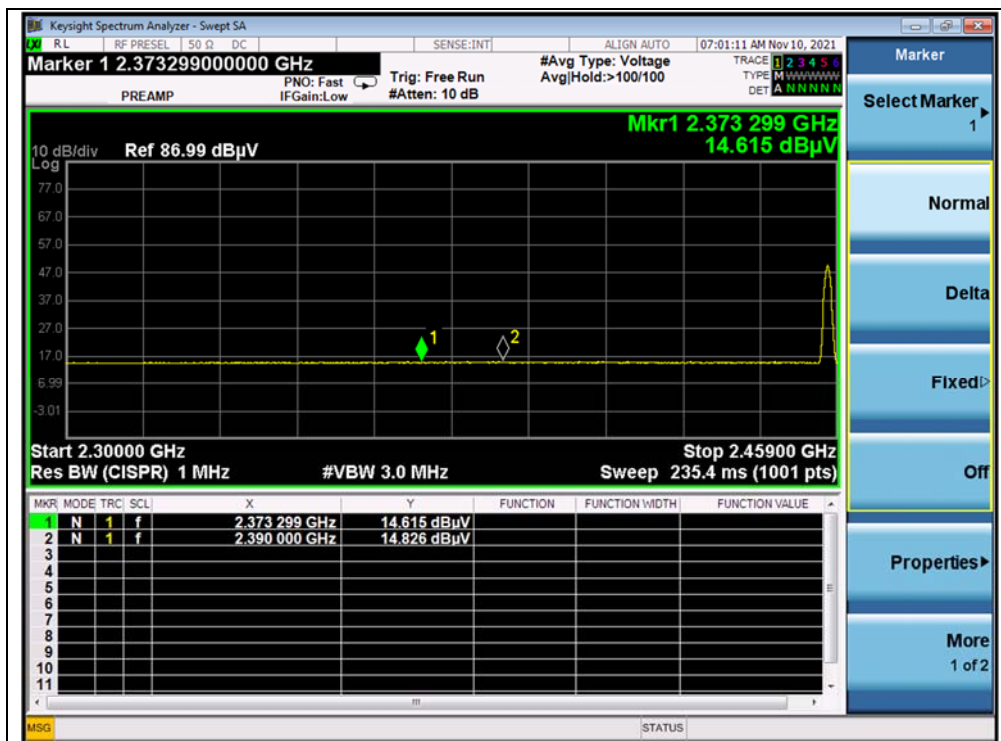 Keysight Spectrum Analyzer - Swept SA
LXI RL RF PRESEL 50 Ω DC SENSE:INT ALIGN AUTO 07:01:11 AM Nov 10, 2021
Marker 1 2.373299000000 GHz
PREAMP
PNO: Fast
IFGain:Low
Trig: Free Run
#Atten: 10 dB
#Avg Type: Voltage
Avg|Hold:>100/100
TRACE 1 2 3 4 5 6
TYPE M WWWWW
DET A N N N N N
Mkr1 2.373 299 GHz
14.615 dBµV
10 dB/div Ref 86.99 dBµV
Log
77.0
67.0
57.0
47.0
37.0
27.0
17.0
6.99
-3.01
1
2
Start 2.30000 GHz Stop 2.45900 GHz
Res BW (CISPR) 1 MHz #VBW 3.0 MHz Sweep 235.4 ms (1001 pts)
MKR MODE TRC SCL X Y FUNCTION FUNCTION WIDTH FUNCTION VALUE
1 N 1 f 2.373 299 GHz 14.615 dBµV
2 N 1 f 2.390 000 GHz 14.826 dBµV
3
4
5
6
7
8
9
10
11
MSG STATUS
Marker
Select Marker
1
Normal
Delta
Fixed
Off
Properties
More
1 of 2